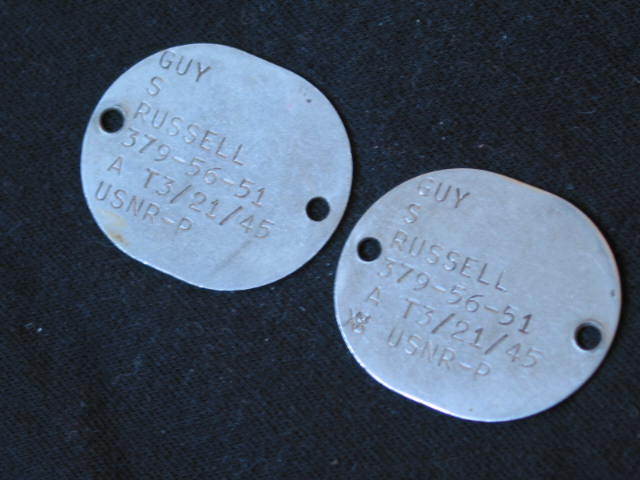 GUY
S
RUSSELL
379-56-51
A T3/21/45
USNR-P
GUY
S
RUSSELL
379-56-51
A T3/21/45
USNR-P